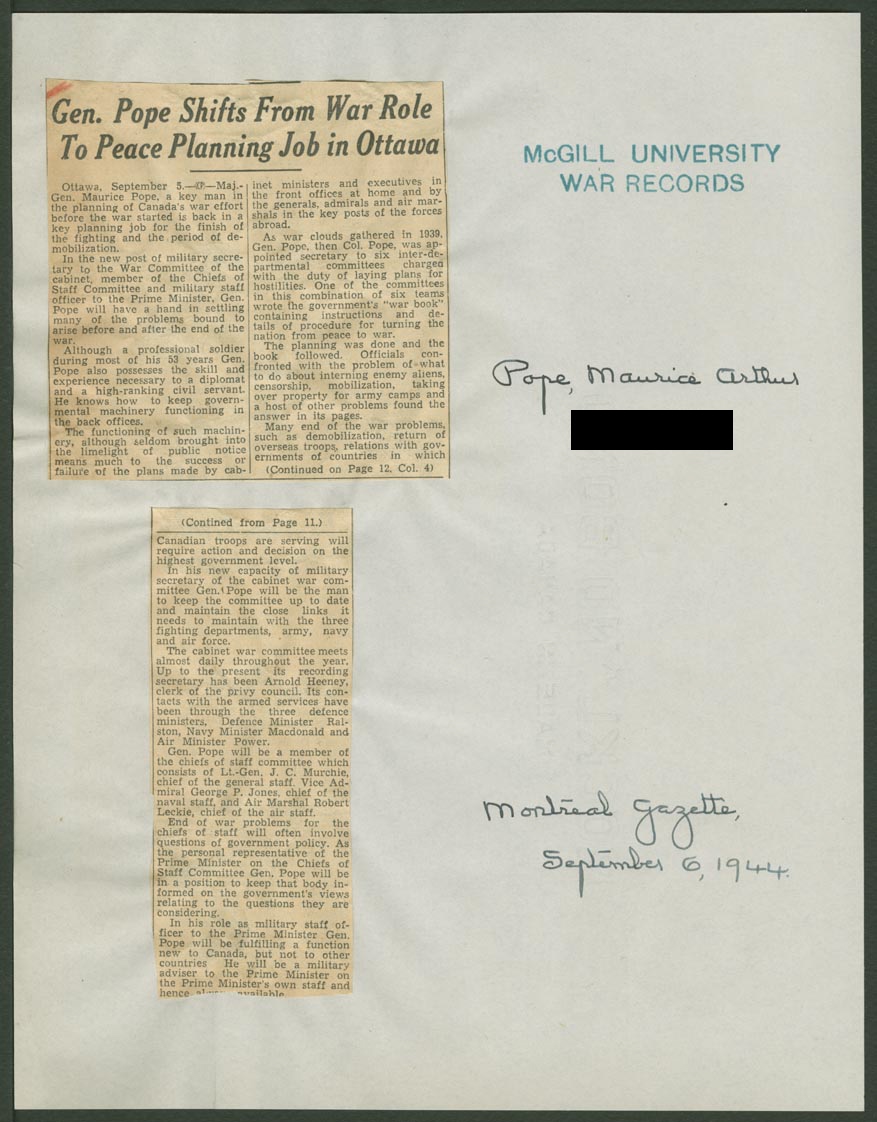 Gen. Pope Shifts From War Role
To Peace Planning Job in Ottawa
Ottawa, September 5.—CP—Maj.-
Gen. Maurice Pope, a key man in
the planning of Canada's war effort
before the war started is back in a
key planning job for the finish of
the fighting and the period of de-
mobilization.
In the new post of military secre-
tary to the War Committee of the
cabinet, member of the Chiefs of
Staff Committee and military staff
officer to the Prime Minister, Gen.
Pope will have a hand in settling
many of the problems bound to
arise before and after the end of the
war.
Although a professional soldier
during most of his 53 years Gen.
Pope also possesses the skill and
experience necessary to a diplomat
and a high-ranking civil servant.
He knows how to keep govern-
mental machinery functioning in
the back offices.
The functioning of such machin-
ery, although seldom brought into
the limelight of public notice
means much to the success or
failure of the plans made by cab-
inet ministers and executives in
the front offices at home and by
the generals, admirals and air mar-
shals in the key posts of the forces
abroad.
As war clouds gathered in 1939,
Gen. Pope, then Col. Pope, was ap-
pointed secretary to six inter-de-
partmental committees charged
with the duty of laying plans for
hostilities. One of the committees
in this combination of six teams
wrote the government's "war book"
containing instructions and de-
tails of procedure for turning the
nation from peace to war.
The planning was done and the
book followed. Officials con-
fronted with the problem of what
to do about interning enemy aliens,
censorship, mobilization, taking
over property for army camps and
a host of other problems found the
answer in its pages.
Many end of the war problems,
such as demobilization, return of
overseas troops, relations with gov-
ernments of countries in which
(Continued on Page 12, Col. 4)
(Contined from Page 11.)
Canadian troops are serving will
require action and decision on the
highest government level.
In his new capacity of military
secretary of the cabinet war com-
mittee Gen. Pope will be the man
to keep the committee up to date
and maintain the close links it
needs to maintain with the three
fighting departments, army, navy
and air force.
The cabinet war committee meets
almost daily throughout the year.
Up to the present its recording
secretary has been Arnold Heeney,
clerk of the privy council. Its con-
tacts with the armed services have
been through the three defence
ministers, Defence Minister Ral-
ston, Navy Minister Macdonald and
Air Minister Power.
Gen. Pope will be a member of
the chiefs of staff committee which
consists of Lt.-Gen. J. C. Murchie,
chief of the general staff. Vice Ad-
miral George P. Jones, chief of the
naval staff, and Air Marshal Robert
Leckie, chief of the air staff.
End of war problems for the
chiefs of staff will often involve
questions of government policy. As
the personal representative of the
Prime Minister on the Chiefs of
Staff Committee Gen. Pope will be
in a position to keep that body in-
formed on the government's views
relating to the questions they are
considering.
In his role as military staff of-
ficer to the Prime Minister Gen.
Pope will be fulfilling a function
new to Canada, but not to other
countries He will be a military
adviser to the Prime Minister on
the Prime Minister's own staff and
hence always available.
McGILL UNIVERSITY
WAR RECORDS
Pope, Maurice Arthur
Montreal Gazette,
September 6, 1944.